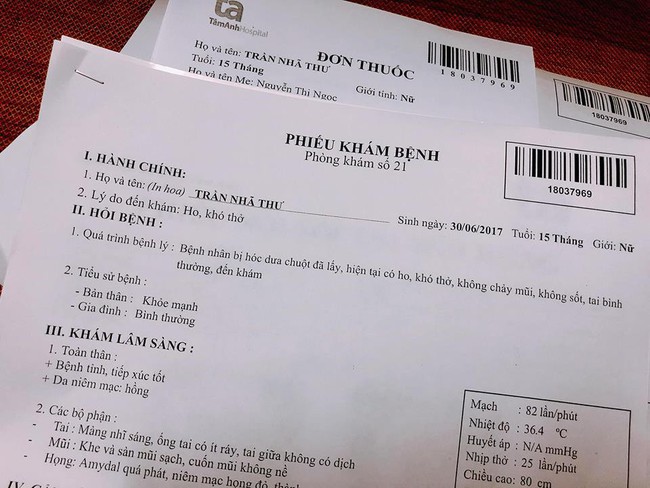 ta
TâmAnhHospital
ĐƠN THUỐC
18037969
Họ và tên: TRẦN NHÃ THƯ
Tuổi: 15 Tháng
Giới tính: Nữ
Họ và tên Mẹ: Nguyễn Thị Ngọc
18037969
PHIẾU KHÁM BỆNH
Phòng khám số 21
18037969
I. HÀNH CHÍNH:
1. Họ và tên: (In hoa) TRẦN NHÃ THƯ
Sinh ngày: 30/06/2017 Tuổi: 15 Tháng Giới: Nữ
2. Lý do đến khám: Ho, khó thở
II. HỎI BỆNH :
1. Quá trình bệnh lý : Bệnh nhân bị hóc dưa chuột đã lấy, hiện tại có ho, khó thở, không chảy mũi, không sốt, tai bình
thường, đến khám
2. Tiểu sử bệnh :
- Bản thân : Khỏe mạnh
- Gia đình : Bình thường
III. KHÁM LÂM SÀNG :
1. Toàn thân :
+ Bệnh tỉnh, tiếp xúc tốt
+ Da niêm mạc: hồng
2. Các bộ phận :
- Tai : Màng nhĩ sáng, ống tai có ít ráy, tai giữa không có dịch
- Mũi : Khe và sàn mũi sạch, cuốn mũi không nề
- Họng: Amydal quá phát, niêm mạc họng đỏ,
Mạch : 82 lần/phút
Nhiệt độ : 36.4 ºC
Huyết áp : N/A mmHg
Nhịp thở : 25 lần/phút
Chiều cao: 80 cm
IV.